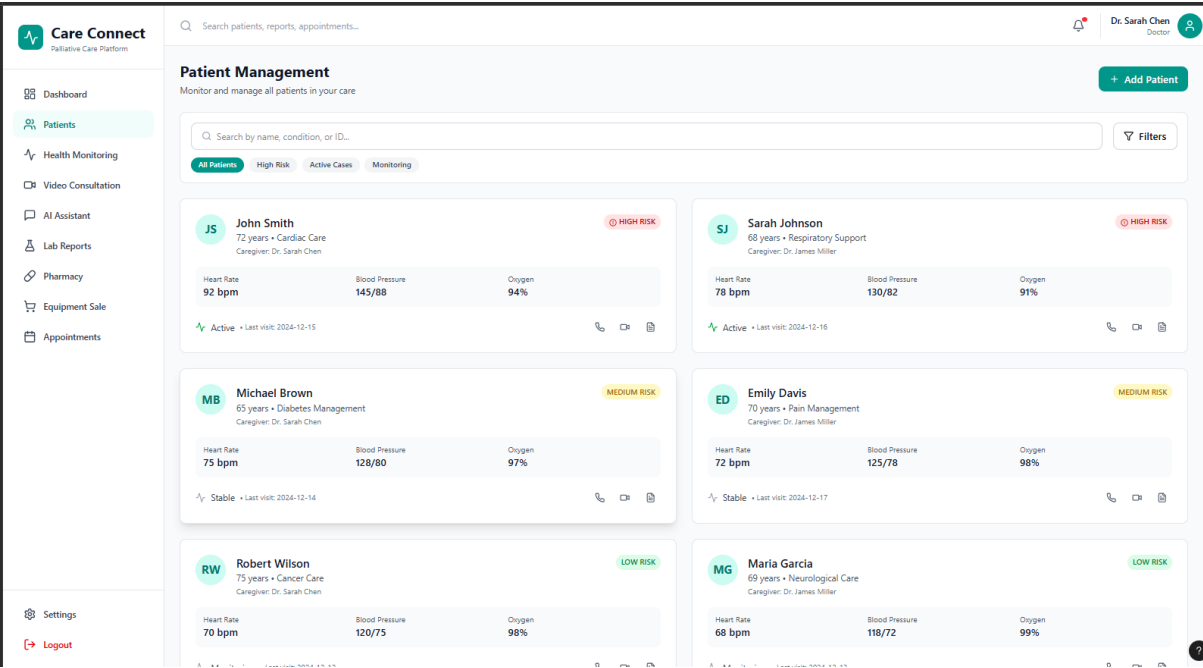 Care Connect
Palliative Care Platform
Search patients, reports, appointments...
Dr. Sarah Chen
Doctor
Dashboard
Patients
Health Monitoring
Video Consultation
AI Assistant
Lab Reports
Pharmacy
Equipment Sale
Appointments
Settings
Logout
Patient Management
Monitor and manage all patients in your care
+ Add Patient
Search by name, condition, or ID...
Filters
All Patients High Risk Active Cases Monitoring
John Smith
HIGH RISK
72 years • Cardiac Care
Caregiver: Dr. Sarah Chen
Heart Rate Blood Pressure Oxygen
92 bpm 145/88 94%
Active • Last visit: 2024-12-15
Sarah Johnson
HIGH RISK
68 years • Respiratory Support
Caregiver: Dr. James Miller
Heart Rate Blood Pressure Oxygen
78 bpm 130/82 91%
Active • Last visit: 2024-12-16
Michael Brown
MEDIUM RISK
65 years • Diabetes Management
Caregiver: Dr. Sarah Chen
Heart Rate Blood Pressure Oxygen
75 bpm 128/80 97%
Stable • Last visit: 2024-12-14
Emily Davis
MEDIUM RISK
70 years • Pain Management
Caregiver: Dr. James Miller
Heart Rate Blood Pressure Oxygen
72 bpm 125/78 98%
Stable • Last visit: 2024-12-17
Robert Wilson
LOW RISK
75 years • Cancer Care
Caregiver: Dr. Sarah Chen
Heart Rate Blood Pressure Oxygen
70 bpm 120/75 98%
Maria Garcia
LOW RISK
69 years • Neurological Care
Caregiver: Dr. James Miller
Heart Rate Blood Pressure Oxygen
68 bpm 118/72 99%
JS
SJ
MB
ED
RW
MG